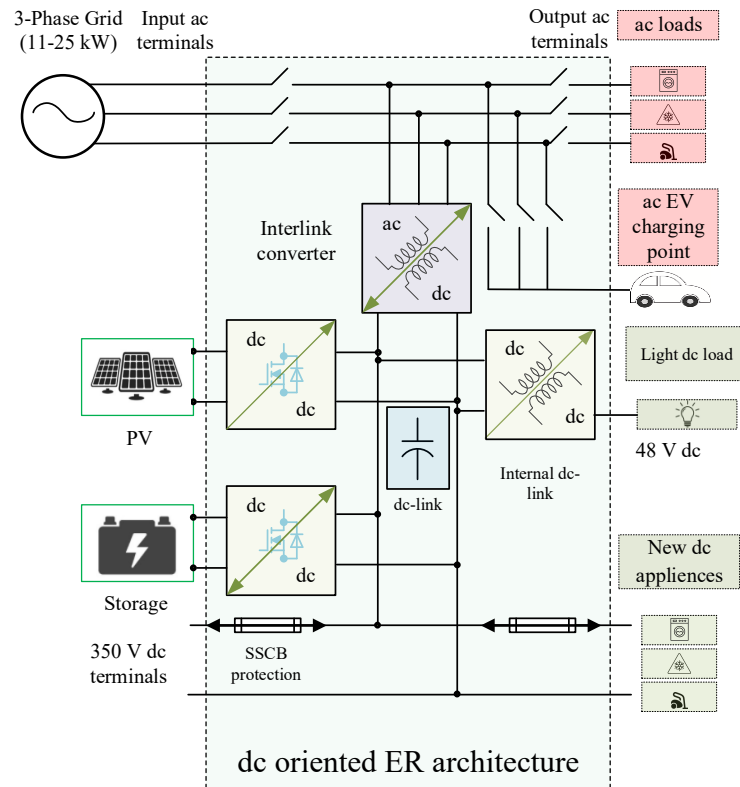 3-Phase Grid
(11-25 kW)
Input ac
terminals
Output ac
terminals
ac loads
Interlink
converter
ac
dc
ac EV
charging
point
dc
dc
PV
dc
dc
Light dc load
48 V dc
dc-link
Internal dc-
link
dc
dc
Storage
New dc
appliences
350 V dc
terminals
SSCB
protection
dc oriented ER architecture